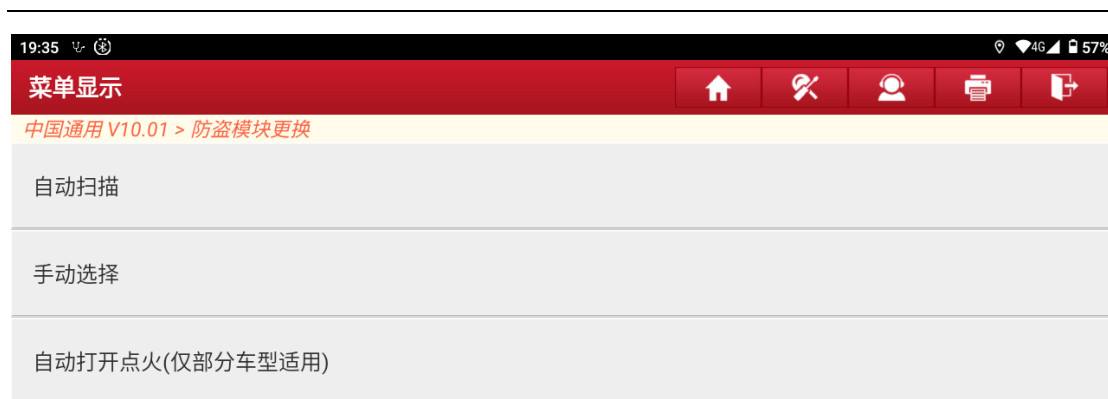 19:35 4G 57%
菜单显示
中国通用 V10.01 > 防盗模块更换
自动扫描
手动选择
自动打开点火(仅部分车型适用)